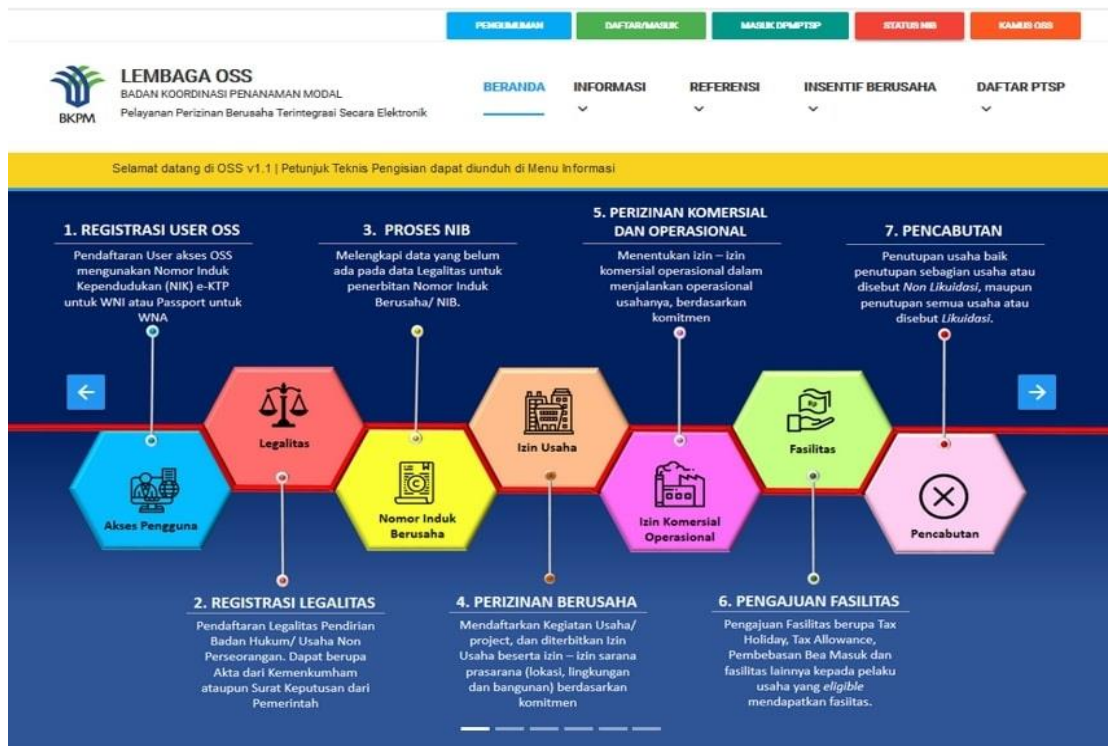 PENGUMUMAN
DAFTAR/MASUK
MASUK DPMPTSP
STATUS NIB
KAMUS OSS
BKPM
LEMBAGA OSS
BADAN KOORDINASI PENANAMAN MODAL
Pelayanan Perizinan Berusaha Terintegrasi Secara Elektronik
BERANDA
INFORMASI
REFERENSI
INSENTIF BERUSAHA
DAFTAR PTSP
Selamat datang di OSS v1.1 | Petunjuk Teknis Pengisian dapat diunduh di Menu Informasi
1. REGISTRASI USER OSS
Pendaftaran User akses OSS
mengunakan Nomor Induk
Kependudukan (NIK) e-KTP
untuk WNI atau Passport untuk
WNA
3. PROSES NIB
Melengkapi data yang belum
ada pada data Legalitas untuk
penerbitan Nomor Induk
Berusaha/ NIB.
5. PERIZINAN KOMERSIAL
DAN OPERASIONAL
Menentukan izin – izin
komersial operasional dalam
menjalankan operasional
usahanya, berdasarkan
komitmen
7. PENCABUTAN
Penutupan usaha baik
penutupan sebagian usaha atau
disebut Non Likuidasi, maupun
penutupan semua usaha atau
disebut Likuidasi.
Akses Pengguna
Legalitas
Nomor Induk
Berusaha
Izin Usaha
Izin Komersial
Operasional
Rp
Fasilitas
Pencabutan
2. REGISTRASI LEGALITAS
Pendaftaran Legalitas Pendirian
Badan Hukum/ Usaha Non
Perseorangan. Dapat berupa
Akta dari Kemenkumham
ataupun Surat Keputusan dari
Pemerintah
4. PERIZINAN BERUSAHA
Mendaftarkan Kegiatan Usaha/
project, dan diterbitkan Izin
Usaha beserta izin – izin sarana
prasarana (lokasi, lingkungan
dan bangunan) berdasarkan
komitmen
6. PENGAJUAN FASILITAS
Pengajuan Fasilitas berupa Tax
Holiday, Tax Allowance,
Pembebasan Bea Masuk dan
fasilitas lainnya kepada pelaku
usaha yang eligible
mendapatkan fasiitas.